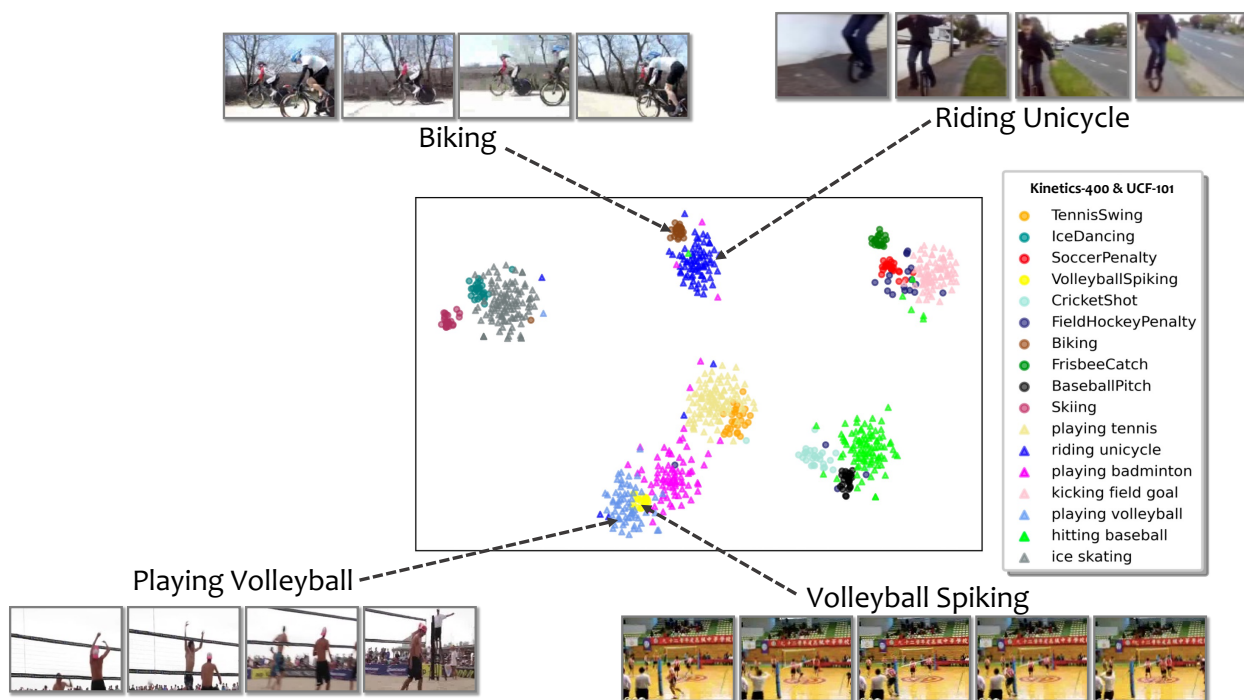 Riding Unicycle
Biking
Kinetics-400 & UCF-101
TennisSwing
IceDancing
SoccerPenalty
VolleyballSpiking
CricketShot
FieldHockeyPenalty
Biking
FrisbeeCatch
BaseballPitch
Skiing
playing tennis
riding unicycle
playing badminton
kicking field goal
playing volleyball
hitting baseball
ice skating
Playing Volleyball
Volleyball Spiking